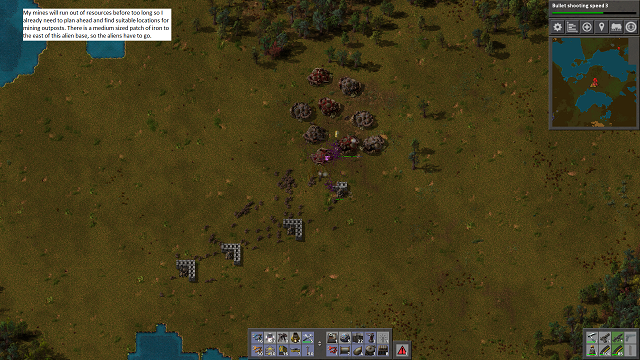 My mines will run out of resources before too long so I
already need to plan ahead and find suitable locations for
mining outposts. There is a medium sized patch of iron to
the east of this alien base, so the aliens have to go.
Bullet shooting speed 3